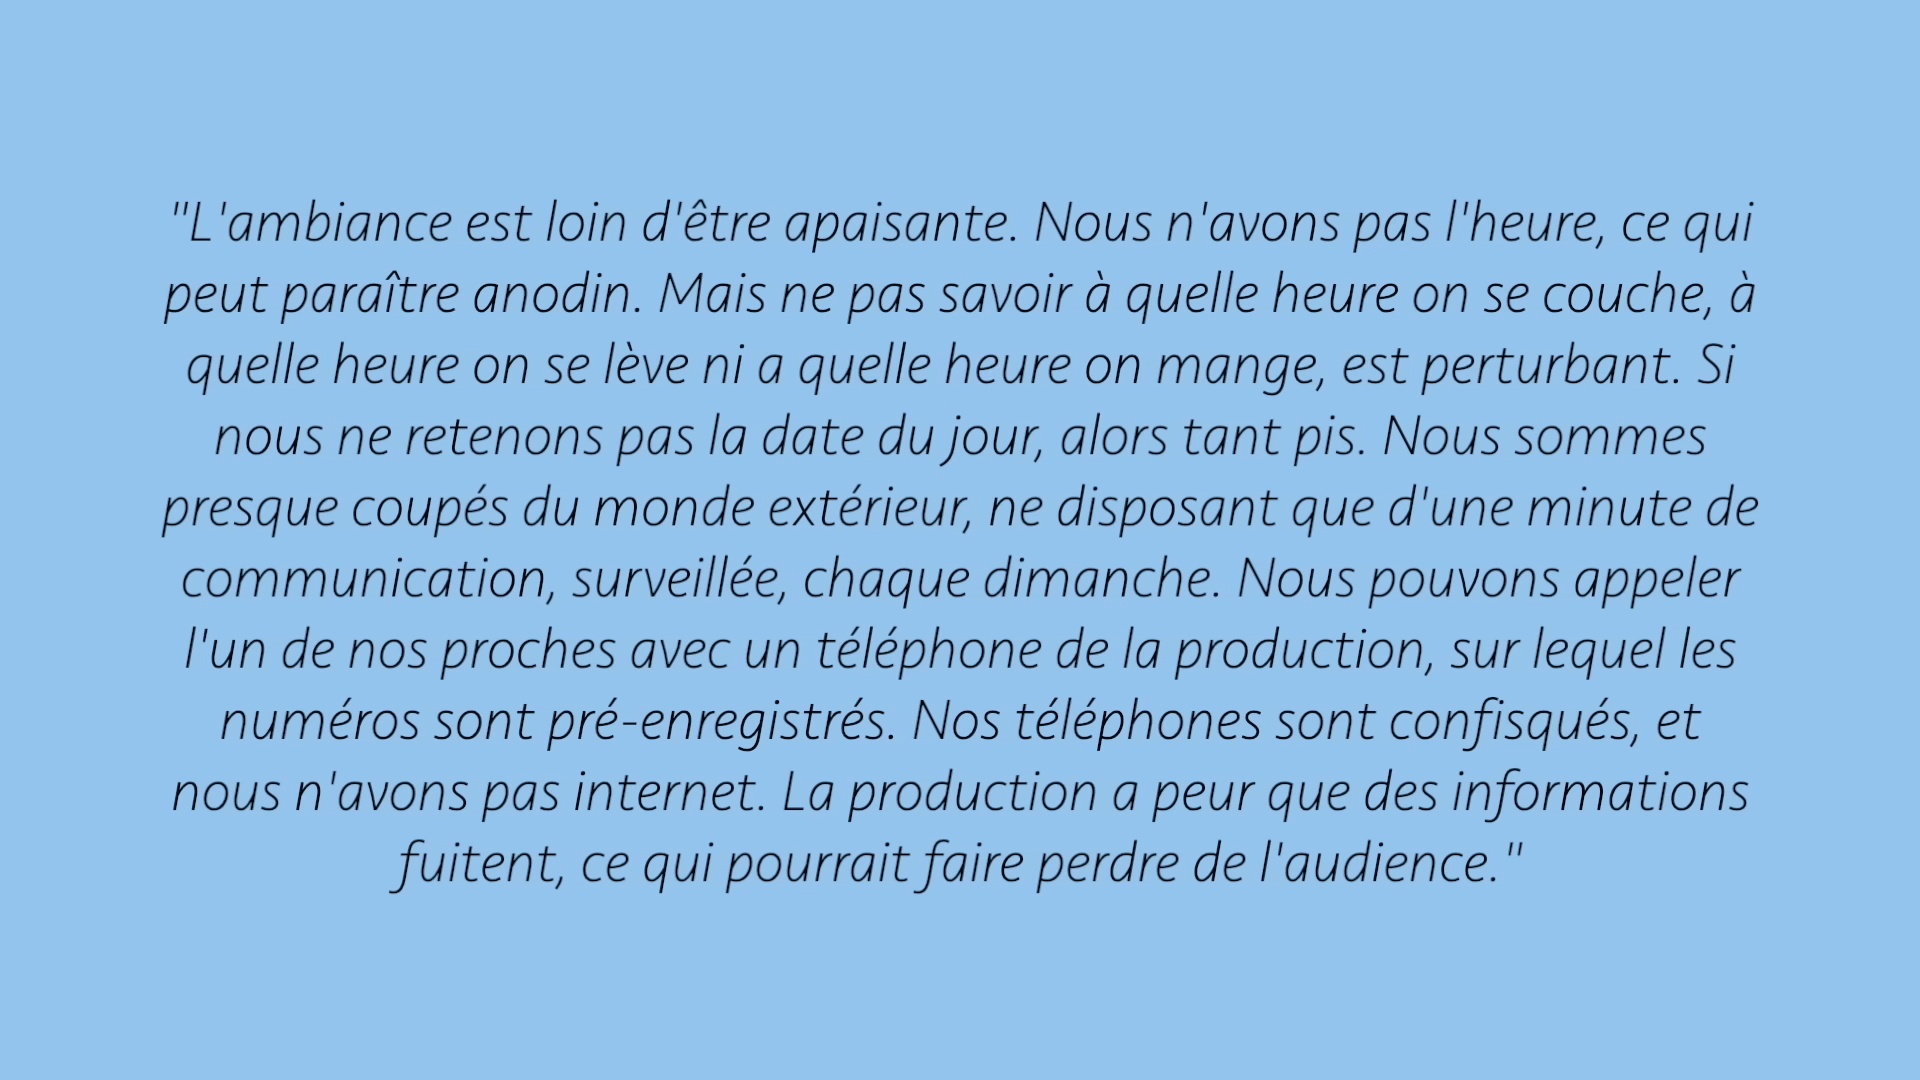 "L'ambiance est loin d'être apaisante. Nous n'avons pas l'heure, ce qui
peut paraître anodin. Mais ne pas savoir à quelle heure on se couche, à
quelle heure on se lève ni a quelle heure on mange, est perturbant. Si
nous ne retenons pas la date du jour, alors tant pis. Nous sommes
presque coupés du monde extérieur, ne disposant que d'une minute de
communication, surveillée, chaque dimanche. Nous pouvons appeler
l'un de nos proches avec un téléphone de la production, sur lequel les
numéros sont pré-enregistrés. Nos téléphones sont confisqués, et
nous n'avons pas internet. La production a peur que des informations
fuitent, ce qui pourrait faire perdre de l'audience."